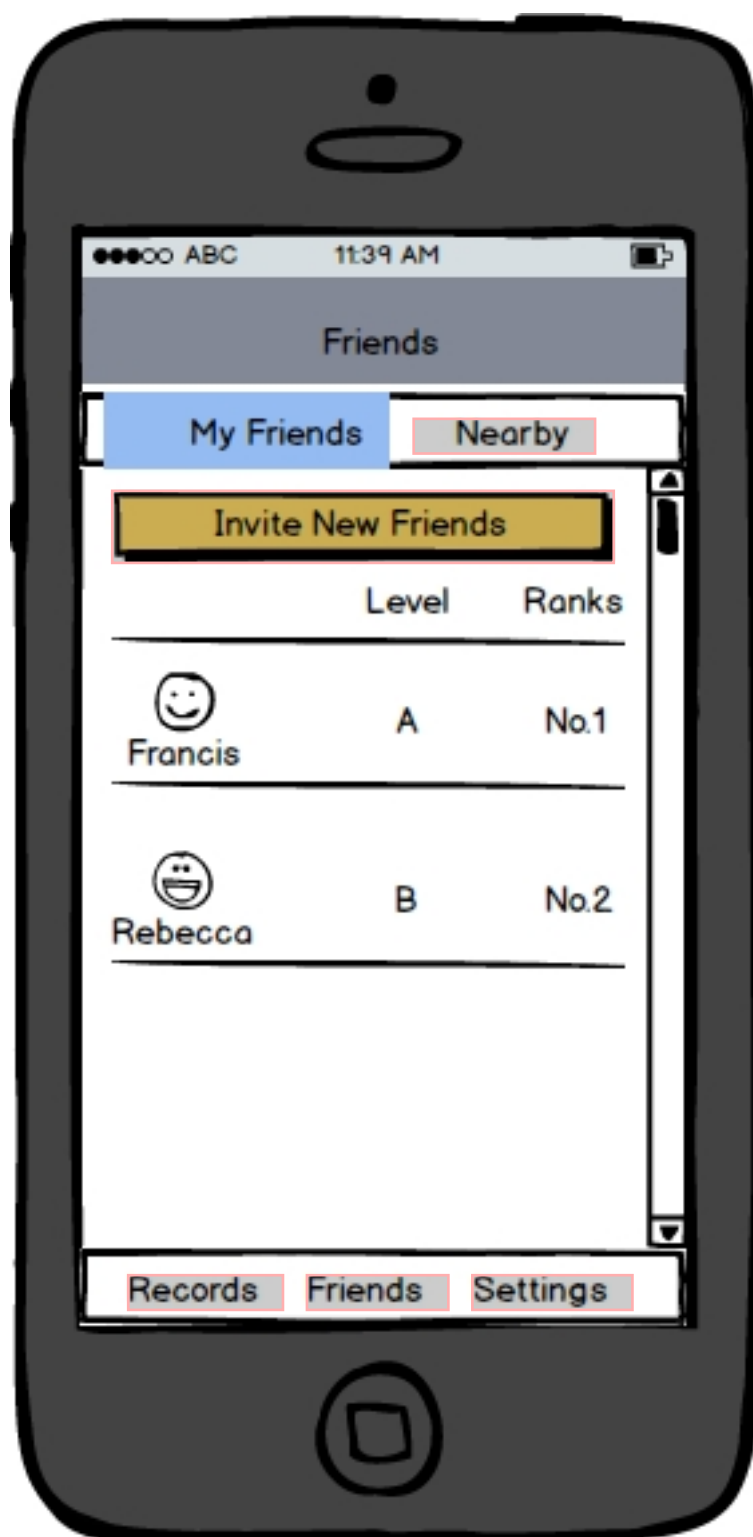 ABC 11:39 AM
Friends
My Friends Nearby
Invite New Friends
Level Ranks
A No.1
Francis
B No.2
Rebecca
Records Friends Settings